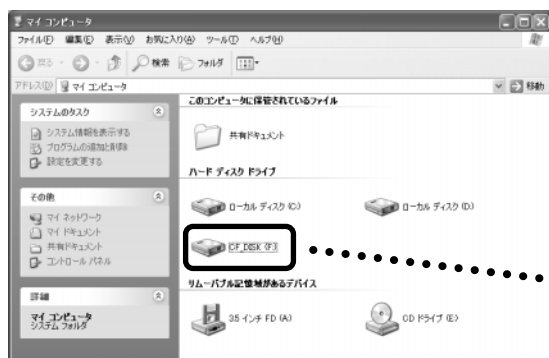 マイ コンピュータ
ファイル(F) 編集(E) 表示(V) お気に入り(A) ツール(T) ヘルプ(H)
戻る 検索 フォルダ
アドレス(D) マイ コンピュータ 移動
システムのタスク
システム情報を表示する
プログラムの追加と削除
設定を変更する
その他
マイ ネットワーク
マイ ドキュメント
共有ドキュメント
コントロール パネル
詳細
マイ コンピュータ
システム フォルダ
このコンピュータに保管されているファイル
共有ドキュメント
ハード ディスク ドライブ
ローカル ディスク (C:) ローカル ディスク (D:)
CF_DISK (F:)
リムーバブル記憶域があるデバイス
3.5 インチ FD (A:) CD ドライブ (E:)